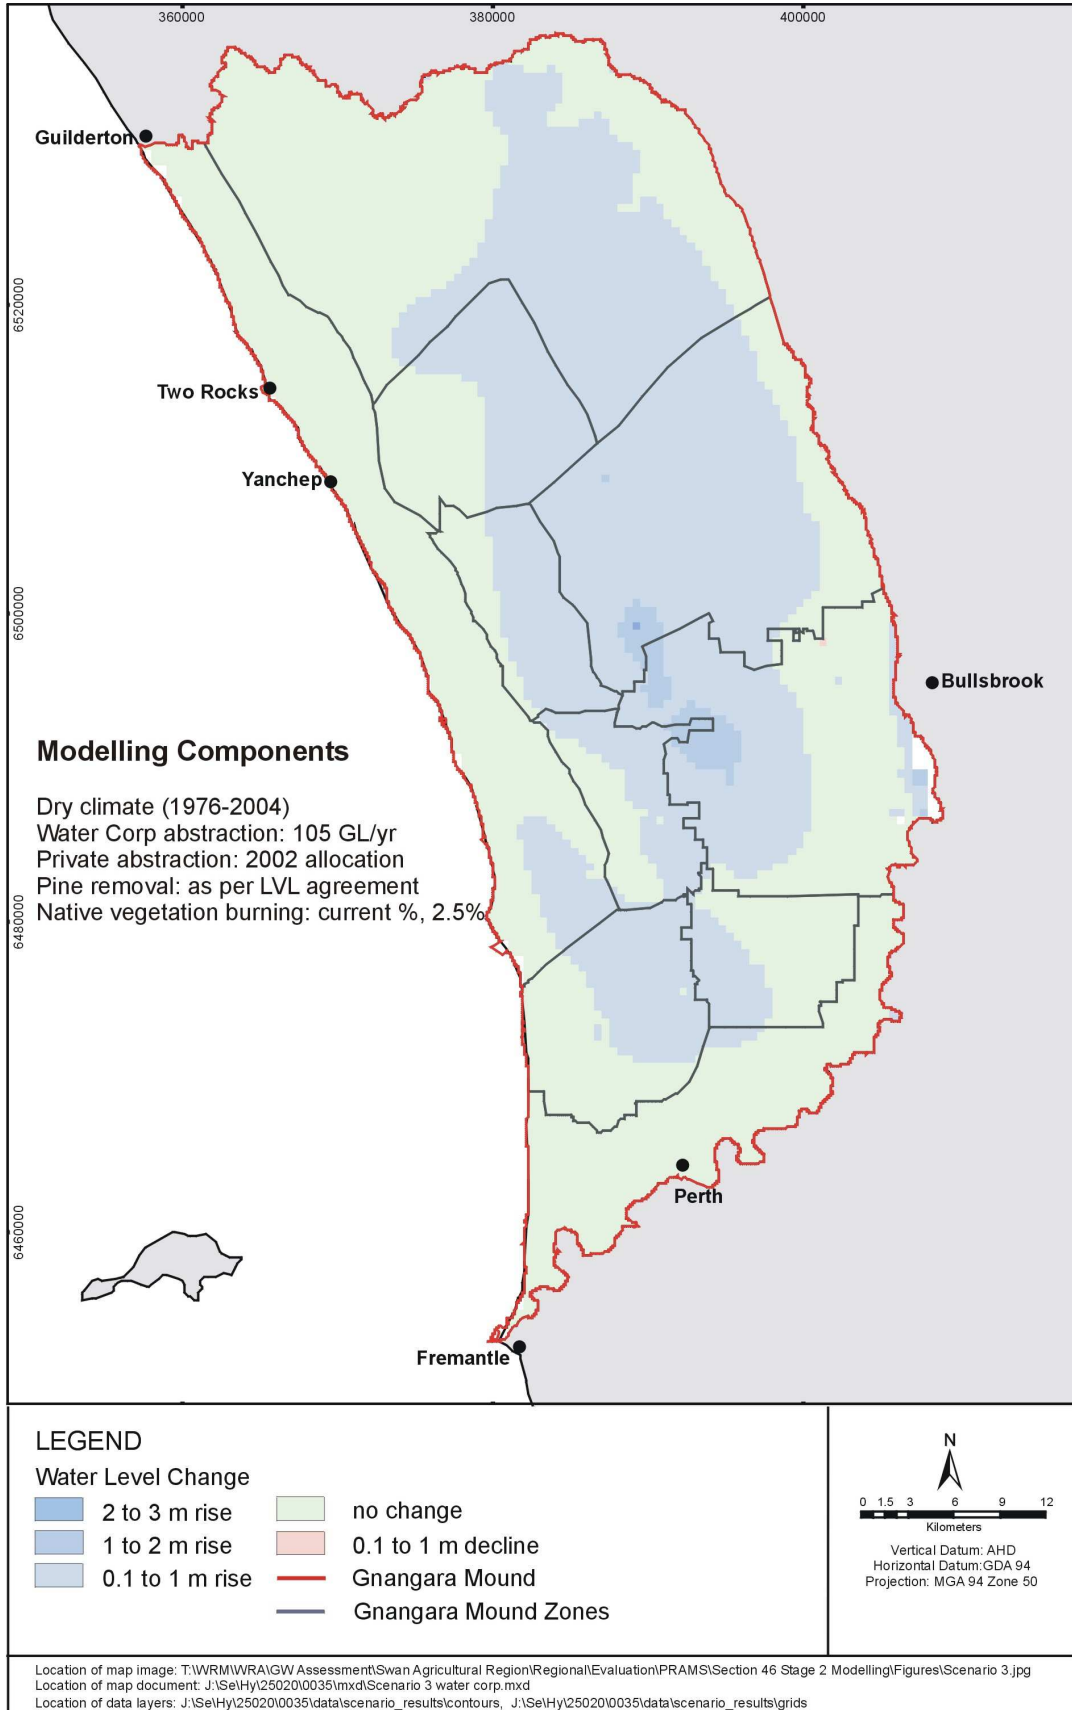 360000
380000
400000
Guilderton
6520000
Two Rocks
Yanchep
6500000
Bullsbrook
Modelling Components
Dry climate (1976-2004)
Water Corp abstraction: 105 GL/yr
Private abstraction: 2002 allocation
Pine removal: as per LVL agreement
Native vegetation burning: current %, 2.5%
6480000
Perth
6460000
Fremantle
LEGEND
Water Level Change
2 to 3 m rise
1 to 2 m rise
0.1 to 1 m rise
no change
0.1 to 1 m decline
Gnangara Mound
Gnangara Mound Zones
N
0 1.5 3 6 9 12
Kilometers
Vertical Datum: AHD
Horizontal Datum:GDA 94
Projection: MGA 94 Zone 50
Location of map image: T:\WRM\WRA\GW Assessment\Swan Agricultural Region\Regional\Evaluation\PRAMS\Section 46 Stage 2 Modelling\Figures\Scenario 3.jpg
Location of map document: J:\Se\Hy\25020\0035\mxd\Scenario 3 water corp.mxd
Location of data layers: J:\Se\Hy\25020\0035\data\scenario_results\contours, J:\Se\Hy\25020\0035\data\scenario_results\grids